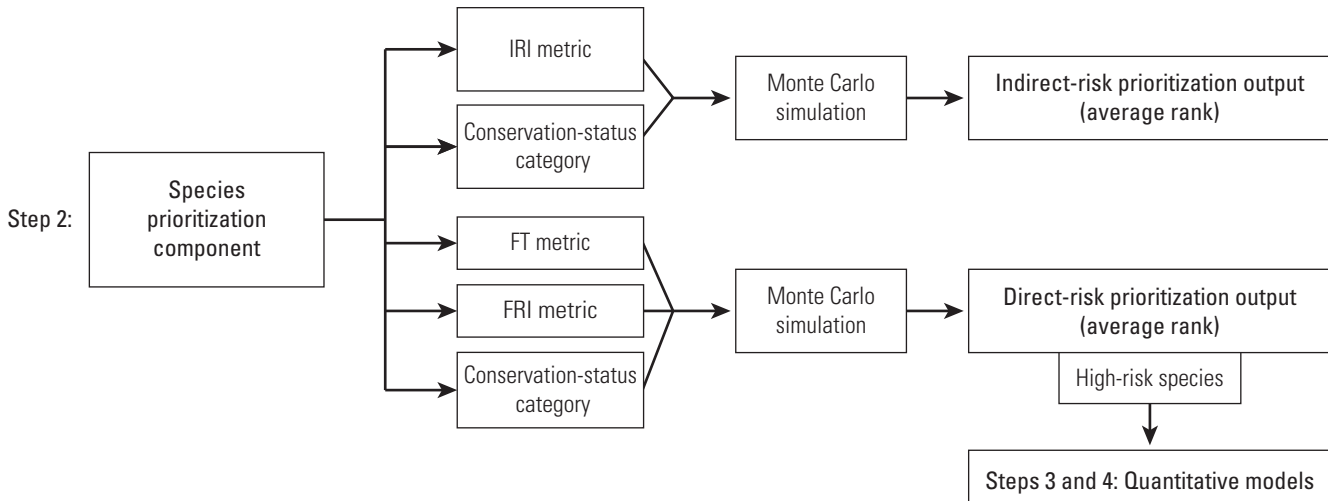 Step 2:
Species
prioritization
component
IRI metric
Conservation-status
category
Monte Carlo
simulation
Indirect-risk prioritization output
(average rank)
FT metric
FRI metric
Conservation-status
category
Monte Carlo
simulation
Direct-risk prioritization output
(average rank)
High-risk species
Steps 3 and 4: Quantitative models